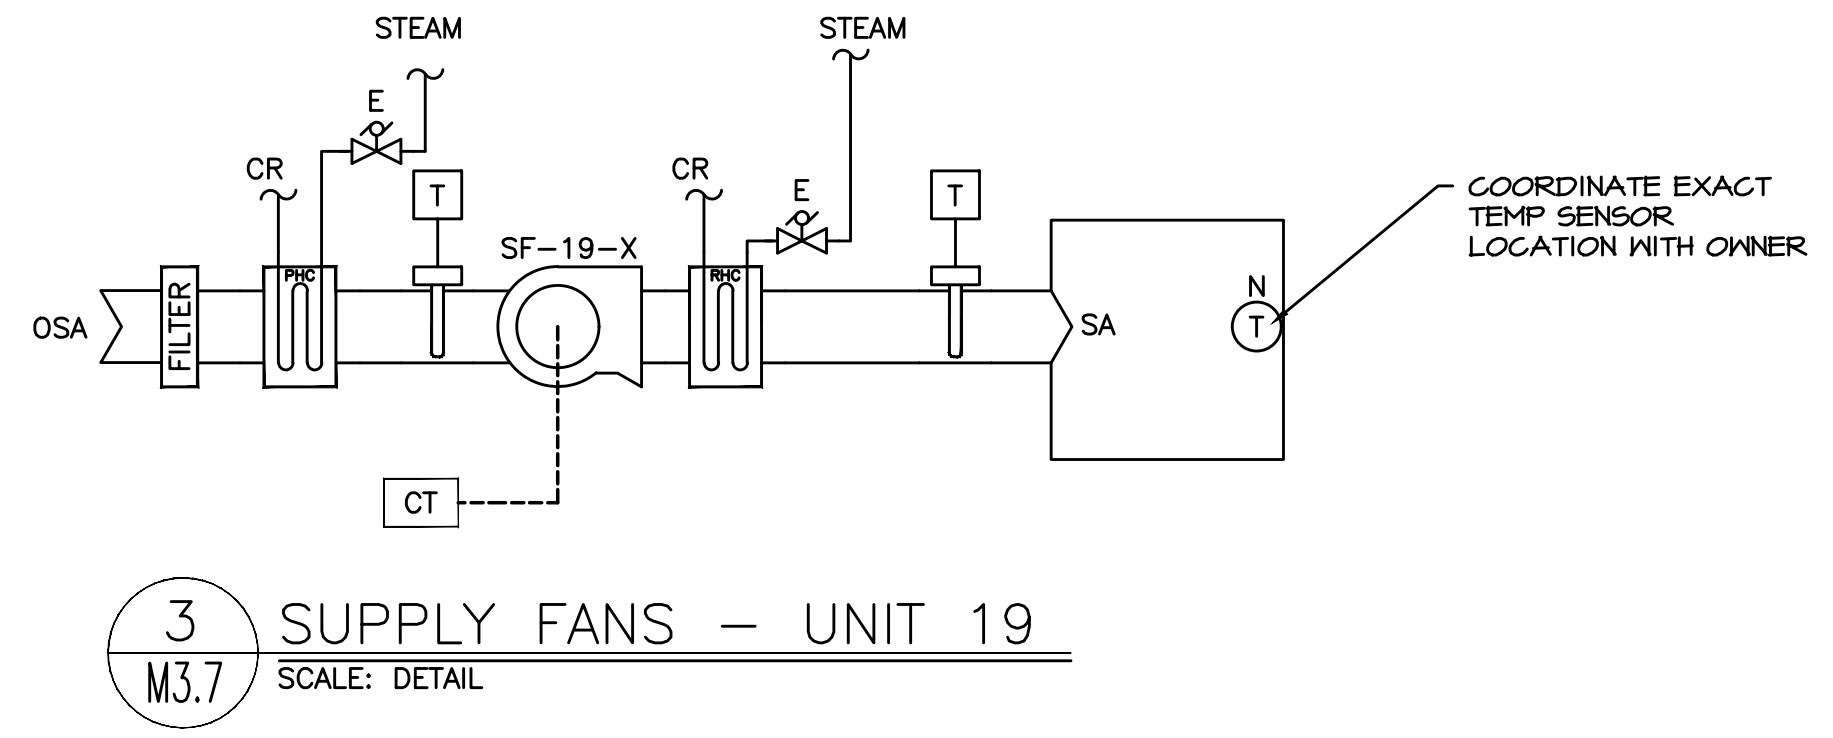 STEAM
STEAM
E
CR
T
CR
E
T
COORDINATE EXACT
TEMP SENSOR
LOCATION WITH OWNER
SF-19-X
PHC
RHC
N
OSA
FILTER
SA
T
CT
3
SUPPLY FANS - UNIT 19
M3.7
SCALE: DETAIL